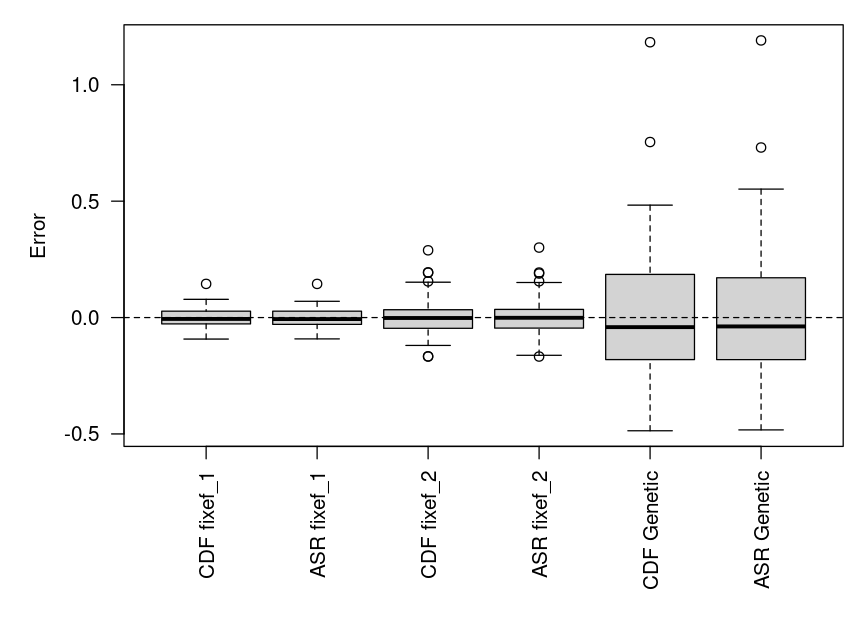 1.0
0.5
0.0
-0.5
Error
CDF fixef_1
ASR fixef_1
CDF fixef_2
ASR fixef_2
CDF Genetic
ASR Genetic